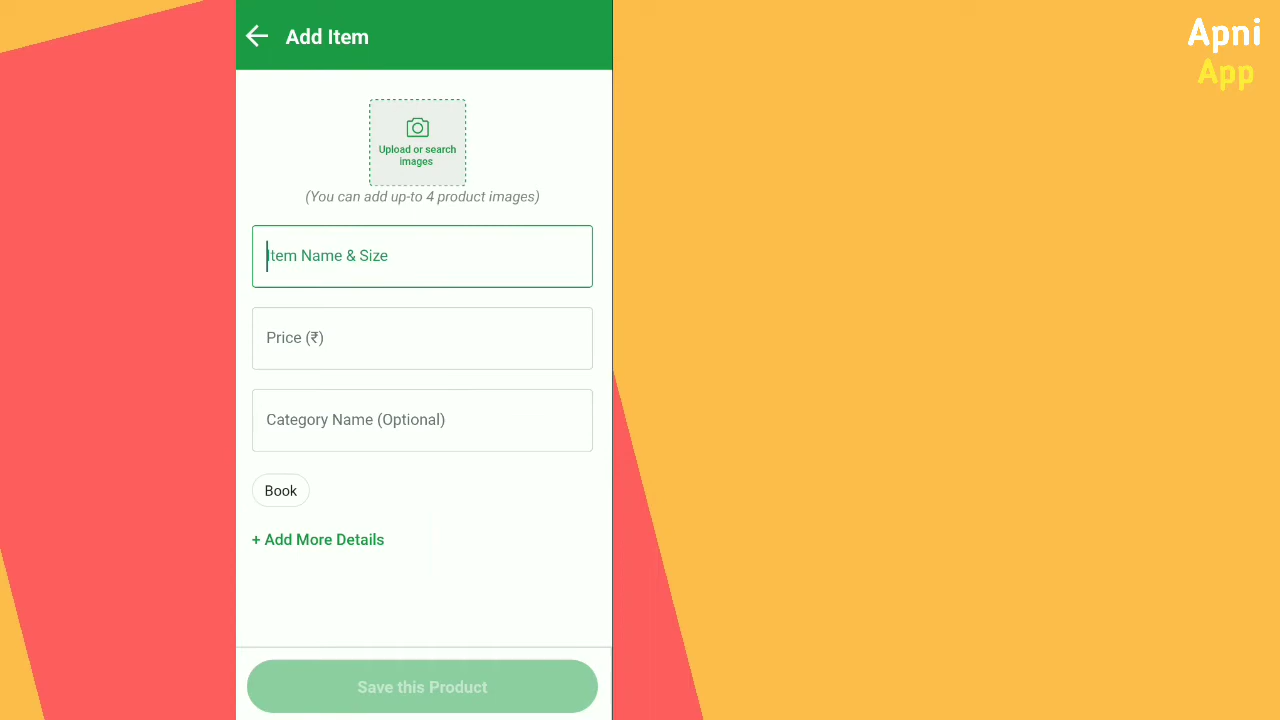 Add Item
Apni
App
Upload or search
images
(You can add up-to 4 product images)
Item Name & Size
Price (₹)
Category Name (Optional)
Book
+ Add More Details
Save this Product